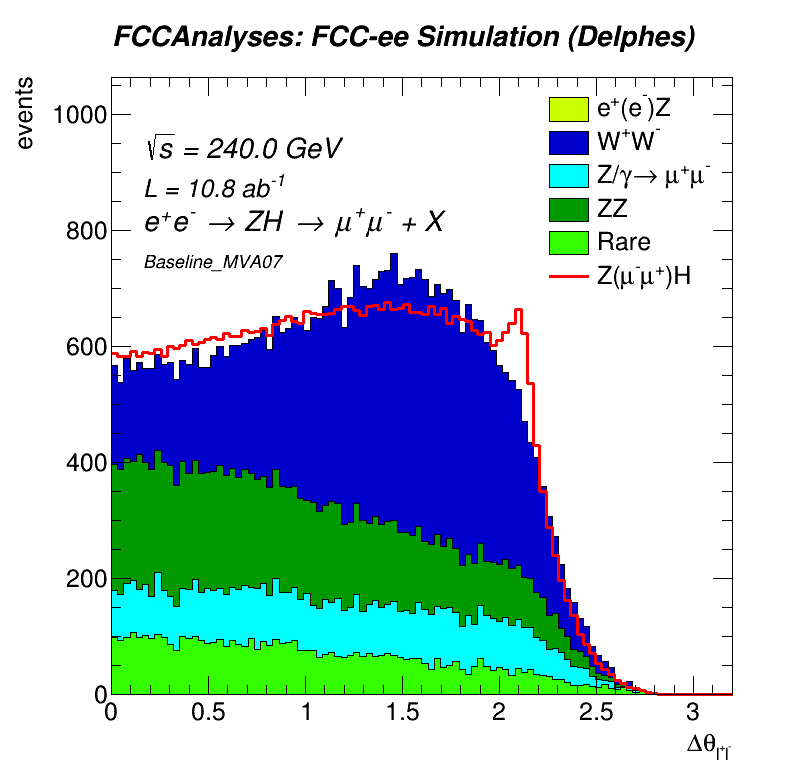 FCCAnalyses: FCC-ee Simulation (Delphes)
events
1000
800
600
400
200
0
√s = 240.0 GeV
L = 10.8 ab⁻¹
e⁺e⁻ → ZH → μ⁺μ⁻ + X
Baseline_MVA07
e⁺(e⁻)Z
W⁺W⁻
Z/γ→ μ⁺μ⁻
ZZ
Rare
Z(μ⁻μ⁺)H
0 0.5 1 1.5 2 2.5 3
Δθ_l⁺l⁻